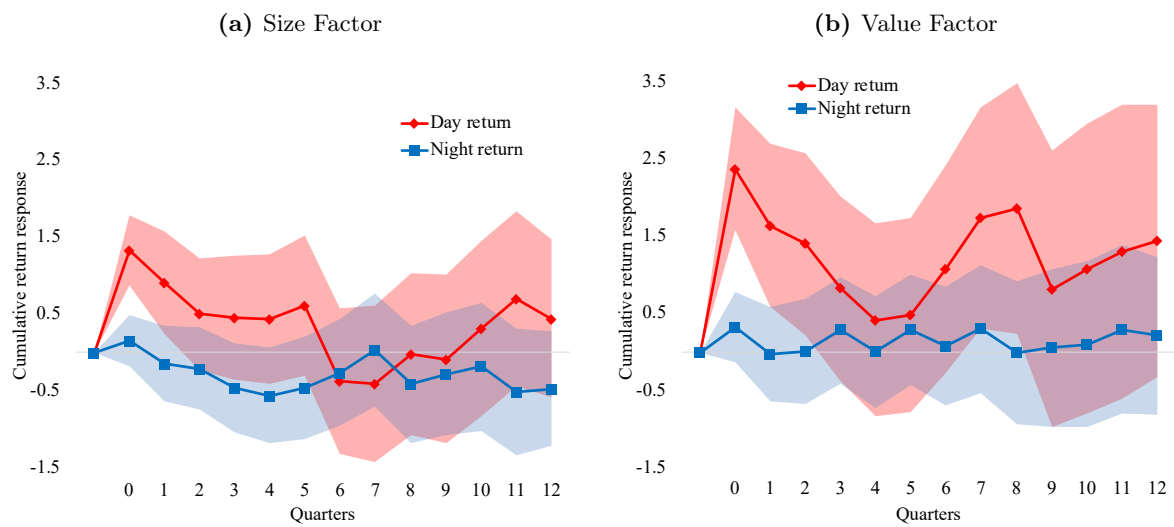 (a) Size Factor
3.5
2.5
1.5
0.5
-0.5
-1.5
Cumulative return response
Day return
Night return
0 1 2 3 4 5 6 7 8 9 10 11 12
Quarters
(b) Value Factor
3.5
2.5
1.5
0.5
-0.5
-1.5
Cumulative return response
Day return
Night return
0 1 2 3 4 5 6 7 8 9 10 11 12
Quarters